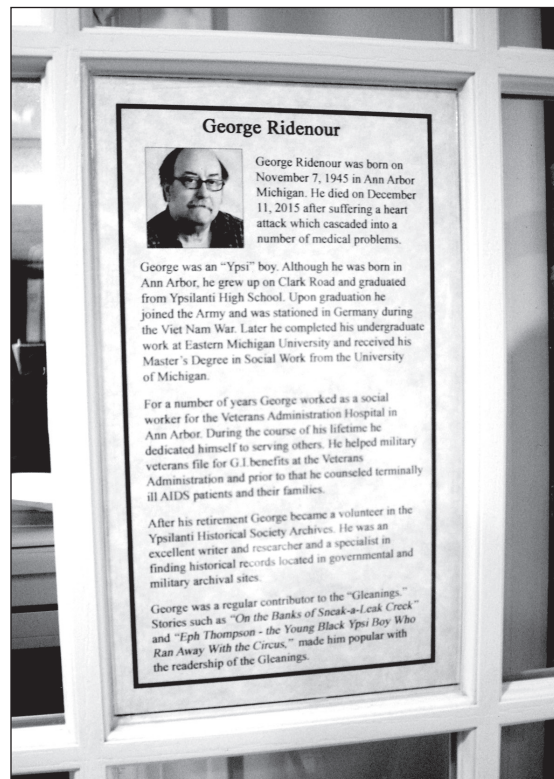 George Ridenour
George Ridenour was born on
November 7, 1945 in Ann Arbor
Michigan. He died on December
11, 2015 after suffering a heart
attack which cascaded into a
number of medical problems.
George was an “Ypsi” boy. Although he was born in
Ann Arbor, he grew up on Clark Road and graduated
from Ypsilanti High School. Upon graduation he
joined the Army and was stationed in Germany during
the Viet Nam War. Later he completed his undergraduate
work at Eastern Michigan University and received his
Master’s Degree in Social Work from the University
of Michigan.
For a number of years George worked as a social
worker for the Veterans Administration Hospital in
Ann Arbor. During the course of his lifetime he
dedicated himself to serving others. He helped military
veterans file for G.I.benefits at the Veterans
Administration and prior to that he counseled terminally
ill AIDS patients and their families.
After his retirement George became a volunteer in the
Ypsilanti Historical Society Archives. He was an
excellent writer and researcher and a specialist in
finding historical records located in governmental and
military archival sites.
George was a regular contributor to the “Gleanings.”
Stories such as “On the Banks of Sneak-a-Leak Creek”
and “Eph Thompson - the Young Black Ypsi Boy Who
Ran Away With the Circus,” made him popular with
the readership of the Gleanings.